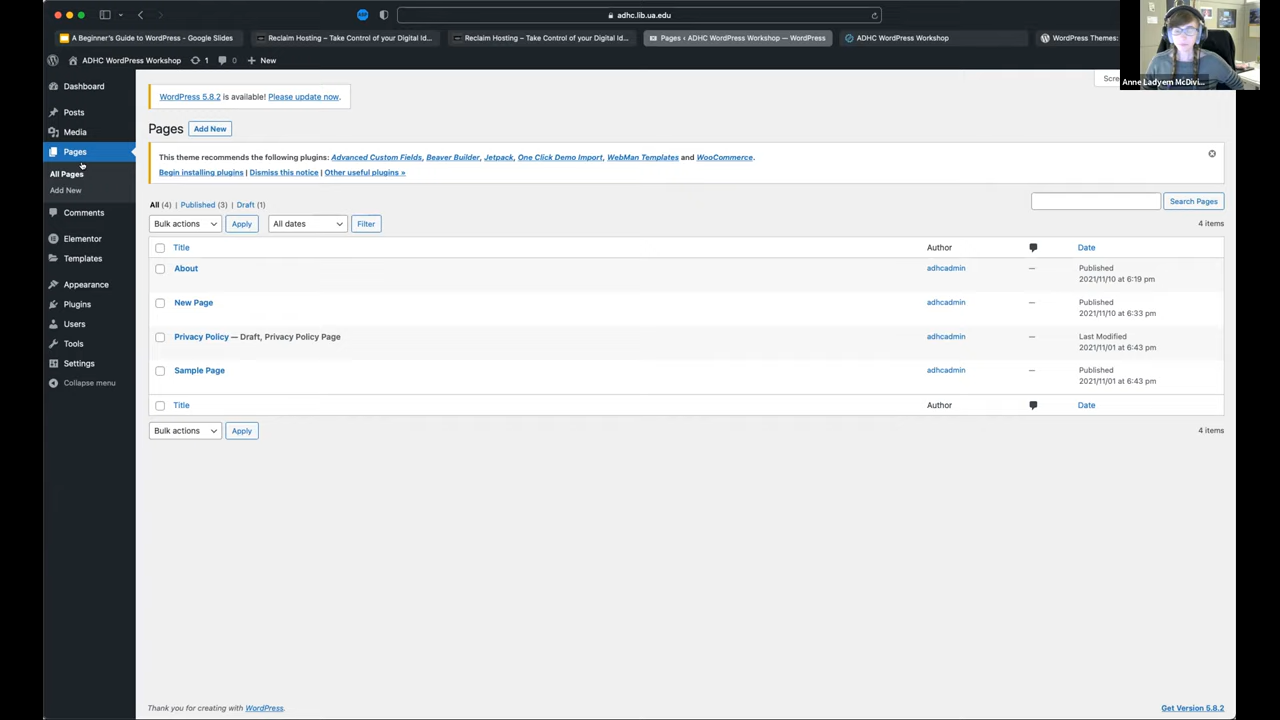 adhc.lib.ua.edu
A Beginner's Guide to WordPress - Google Slides
Reclaim Hosting – Take Control of your Digital Id...
Reclaim Hosting – Take Control of your Digital Id...
Pages ‹ ADHC WordPress Workshop — WordPress
ADHC WordPress Workshop
WordPress Themes:
ADHC WordPress Workshop 1 0 New
Anne Ladyem McDivi...
Dashboard
Posts
Media
Pages
All Pages
Add New
Comments
Elementor
Templates
Appearance
Plugins
Users
Tools
Settings
Collapse menu
WordPress 5.8.2 is available! Please update now.
Pages Add New
This theme recommends the following plugins: Advanced Custom Fields, Beaver Builder, Jetpack, One Click Demo Import, WebMan Templates and WooCommerce.
Begin installing plugins | Dismiss this notice | Other useful plugins »
All (4) | Published (3) | Draft (1)
Search Pages
Bulk actions Apply All dates Filter
4 items
Title Author Date
About adhcadmin — Published
2021/11/10 at 6:19 pm
New Page adhcadmin — Published
2021/11/10 at 6:33 pm
Privacy Policy — Draft, Privacy Policy Page adhcadmin — Last Modified
2021/11/01 at 6:43 pm
Sample Page adhcadmin — Published
2021/11/01 at 6:43 pm
Title Author Date
Bulk actions Apply
4 items
Thank you for creating with WordPress.
Get Version 5.8.2